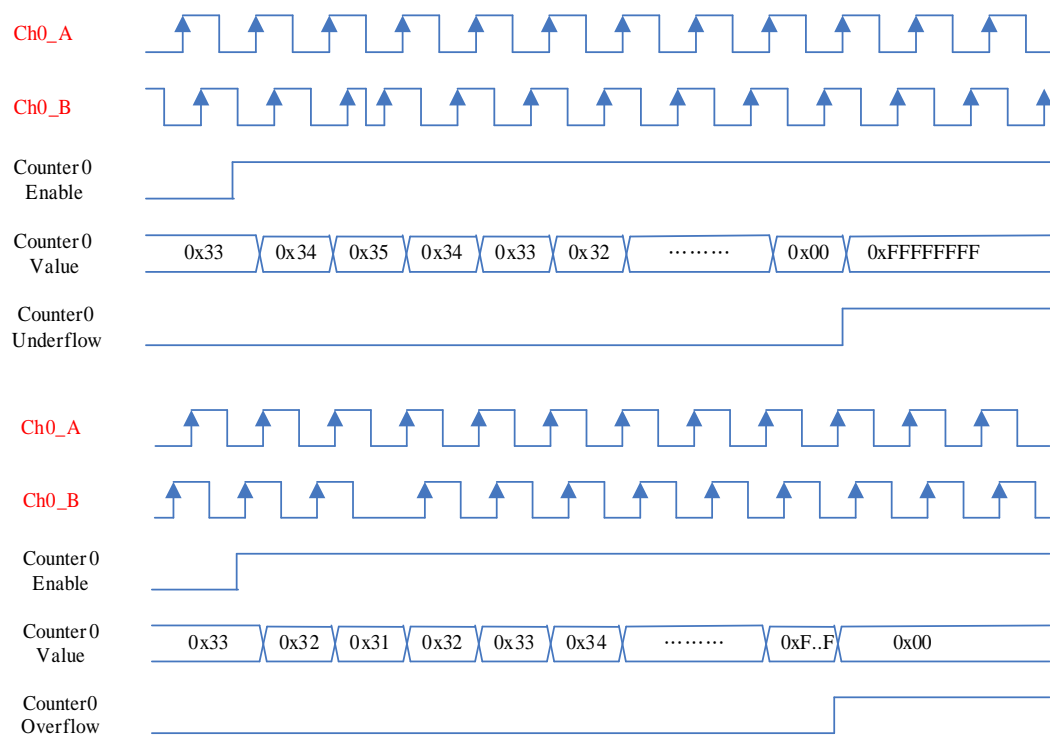 Ch0_A
Ch0_B
Counter0
Enable
Counter0
Value
0x33 0x34 0x35 0x34 0x33 0x32 ……… 0x00 0xFFFFFFFF
Counter0
Underflow
Ch0_A
Ch0_B
Counter0
Enable
Counter0
Value
0x33 0x32 0x31 0x32 0x33 0x34 ……… 0xF..F 0x00
Counter0
Overflow